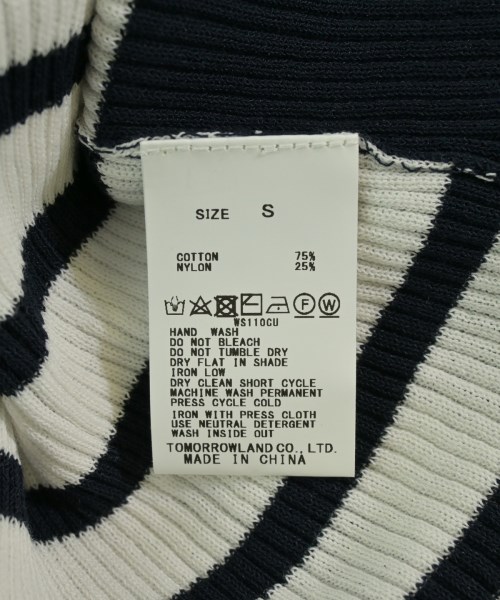 SIZE S
COTTON 75%
NYLON 25%
F W
WS110CU
HAND WASH
DO NOT BLEACH
DO NOT TUMBLE DRY
DRY FLAT IN SHADE
IRON LOW
DRY CLEAN SHORT CYCLE
MACHINE WASH PERMANENT
PRESS CYCLE COLD
IRON WITH PRESS CLOTH
USE NEUTRAL DETERGENT
WASH INSIDE OUT
TOMORROWLAND CO., LTD.
MADE IN CHINA